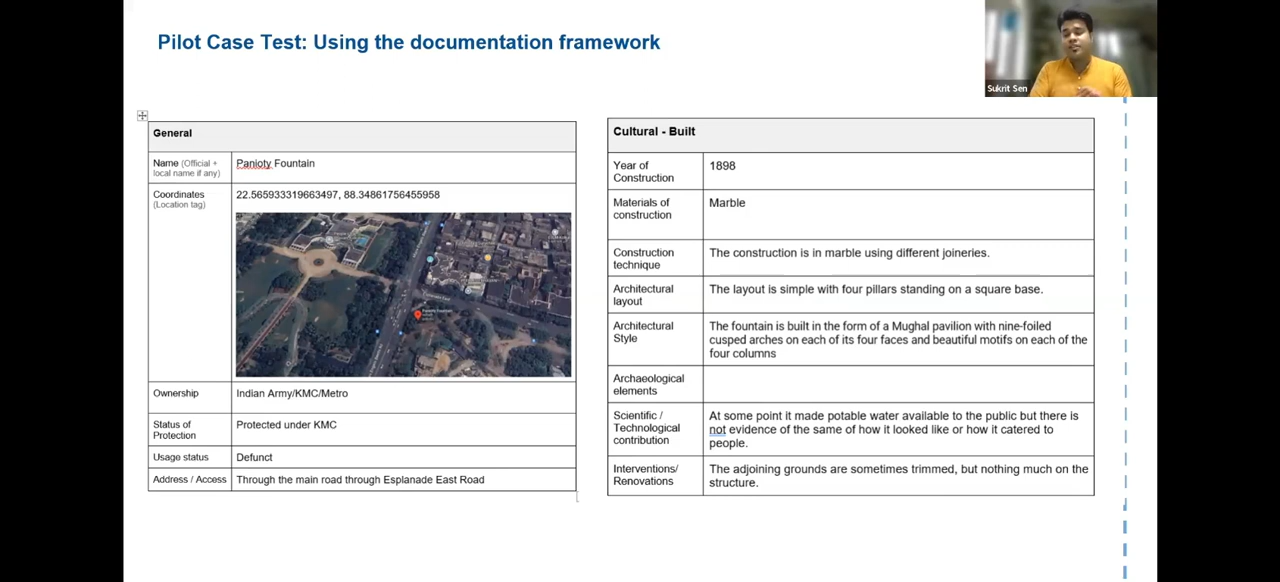 Pilot Case Test: Using the documentation framework
Sukrit Sen
General
Name (Official +
local name if any)
Panioty Fountain
Coordinates
(Location tag)
22.565933319663497, 88.34861756455958
Panioty Fountain
Ownership
Indian Army/KMC/Metro
Status of
Protection
Protected under KMC
Usage status
Defunct
Address / Access
Through the main road through Esplanade East Road
Cultural - Built
Year of
Construction
1898
Materials of
construction
Marble
Construction
technique
The construction is in marble using different joineries.
Architectural
layout
The layout is simple with four pillars standing on a square base.
Architectural
Style
The fountain is built in the form of a Mughal pavilion with nine-foiled
cusped arches on each of its four faces and beautiful motifs on each of the
four columns
Archaeological
elements
Scientific /
Technological
contribution
At some point it made potable water available to the public but there is
not evidence of the same of how it looked like or how it catered to
people.
Interventions/
Renovations
The adjoining grounds are sometimes trimmed, but nothing much on the
structure.